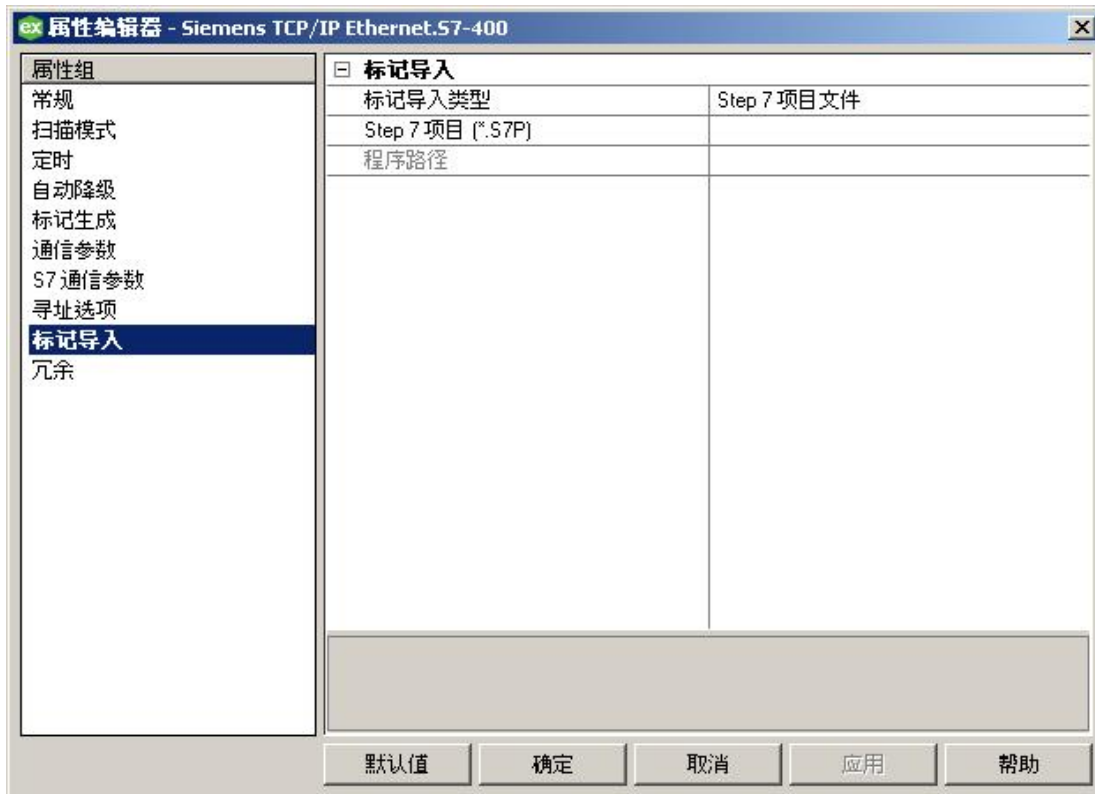 ex 属性编辑器 - Siemens TCP/IP Ethernet.S7-400
属性组
常规
扫描模式
定时
自动降级
标记生成
通信参数
S7 通信参数
寻址选项
标记导入
冗余
标记导入
标记导入类型 Step 7 项目文件
Step 7 项目 (*.S7P)
程序路径
默认值 确定 取消 应用 帮助